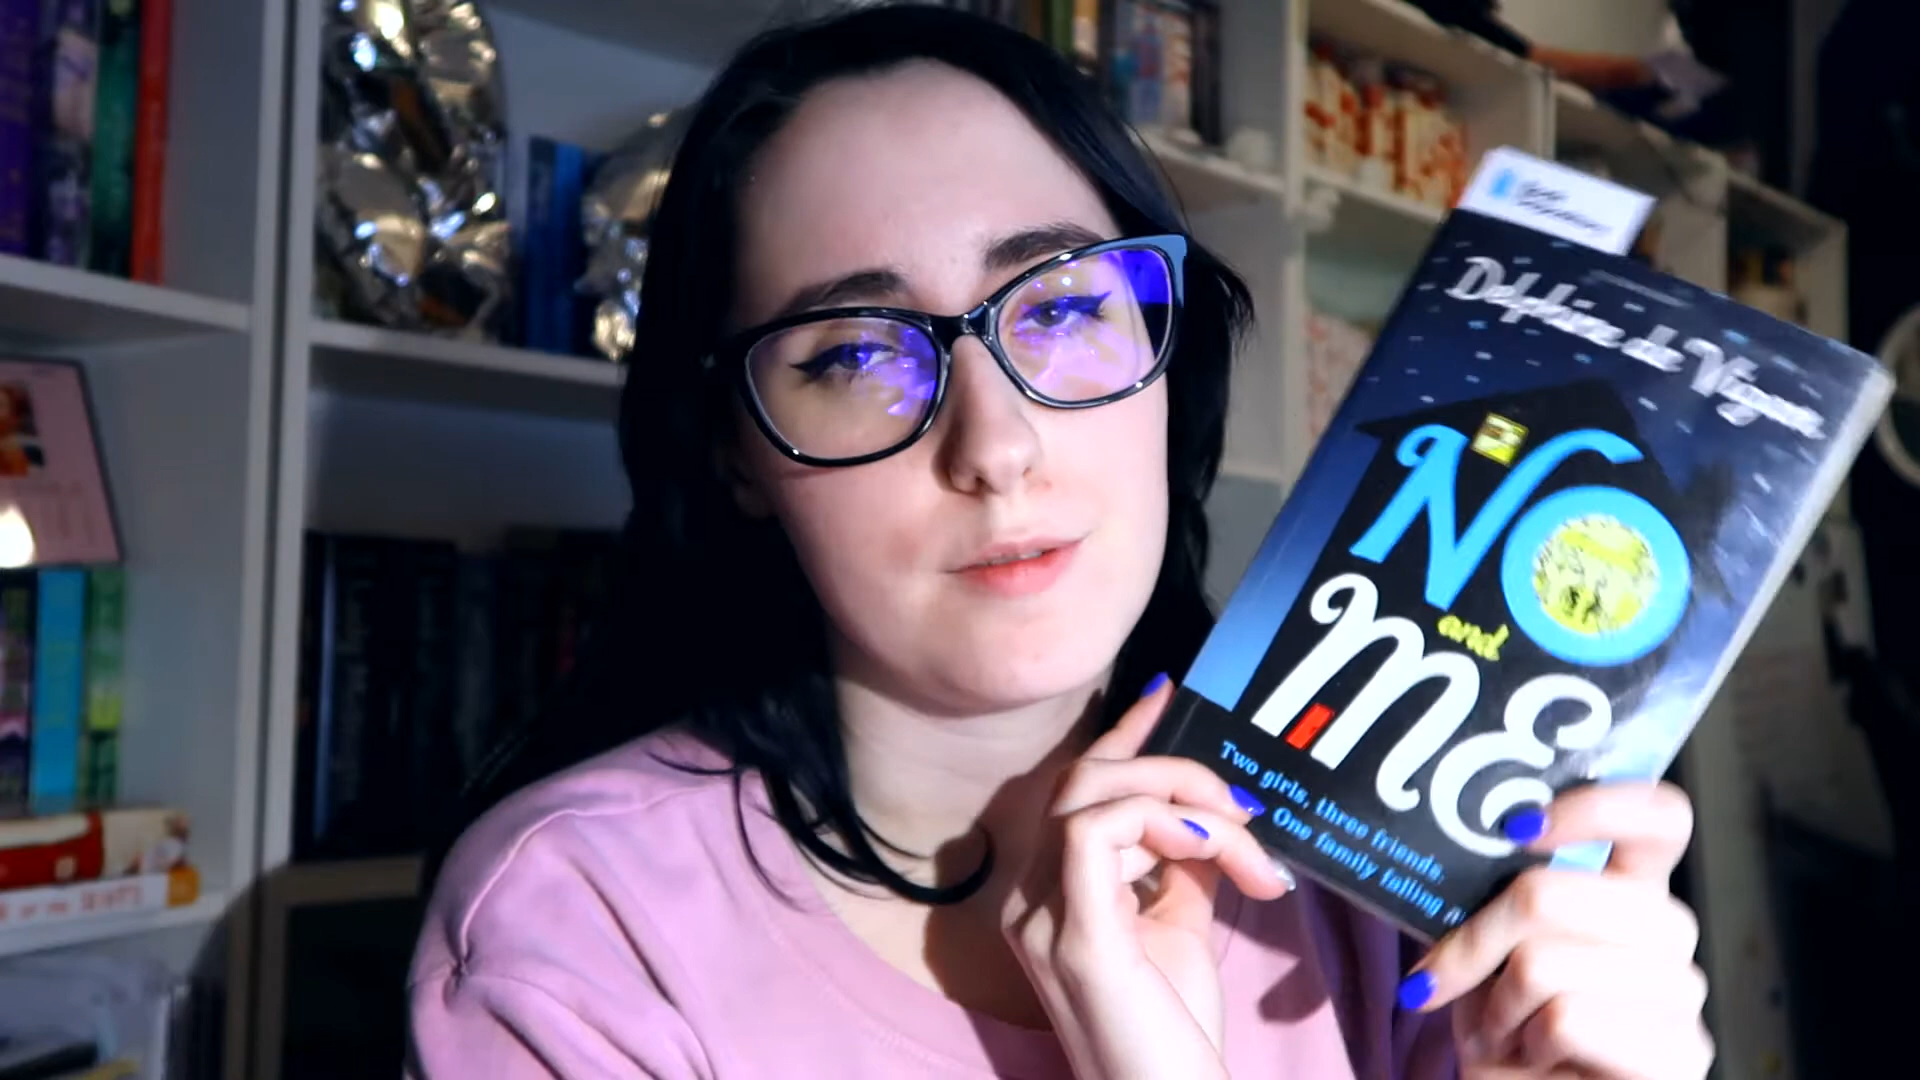 Delphine de Vigan
NO
and
ME
Two girls, three friends.
One family falling